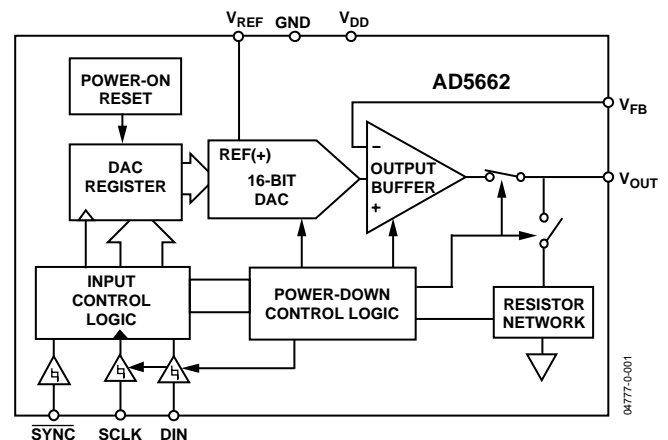 VREF GND VDD
POWER-ON
RESET
AD5662
VFB
REF(+)
16-BIT
DAC
DAC
REGISTER
–
OUTPUT
BUFFER
+
VOUT
INPUT
CONTROL
LOGIC
POWER-DOWN
CONTROL LOGIC
RESISTOR
NETWORK
SYNC SCLK DIN
04777-0-001